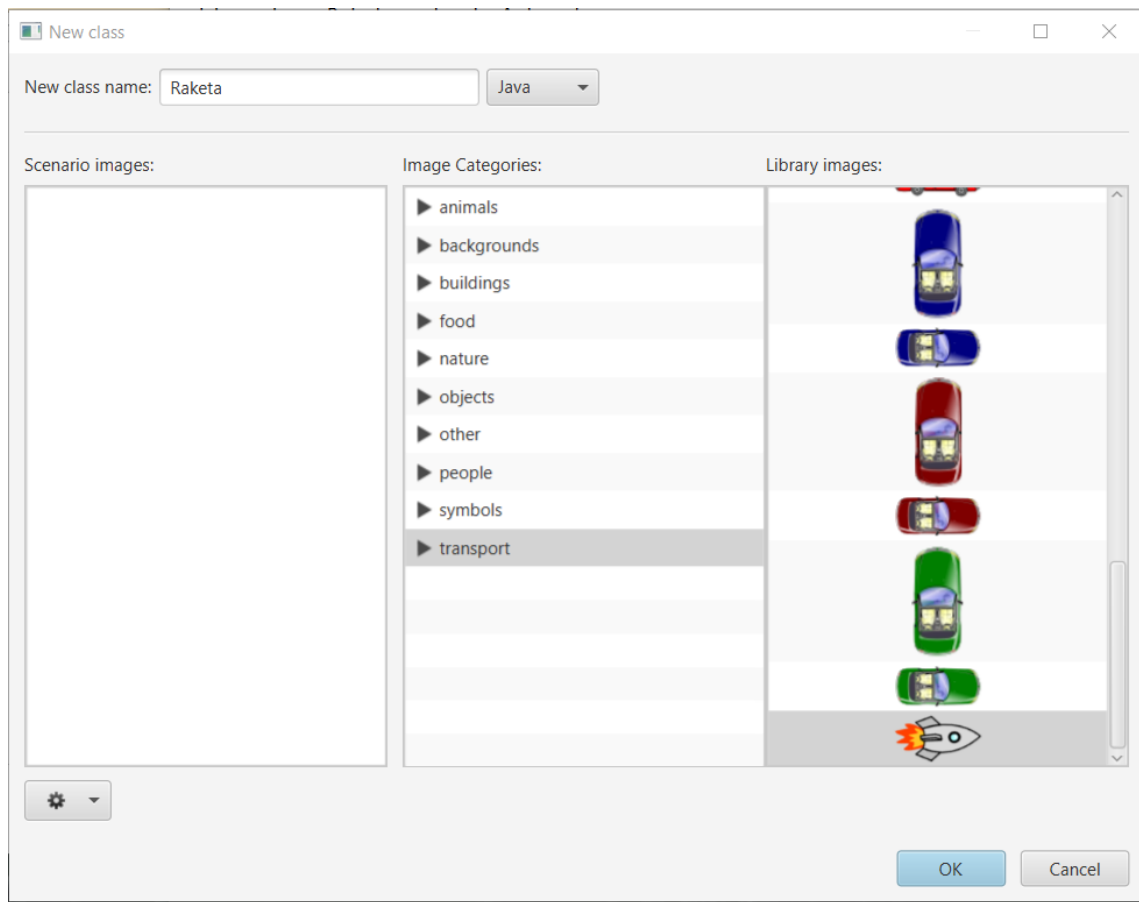 New class
New class name: Raketa Java
Scenario images:
Image Categories:
Library images:
animals
backgrounds
buildings
food
nature
objects
other
people
symbols
transport
OK
Cancel